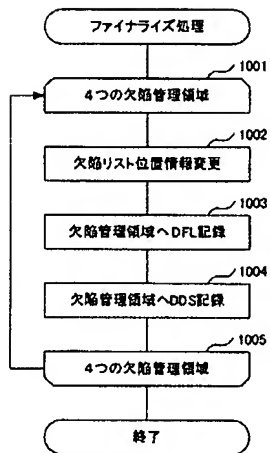 ファイナライズ処理
1001
4つの欠陥管理領域
1002
欠陥リスト位置情報変更
1003
欠陥管理領域へDFL記録
1004
欠陥管理領域へDDS記録
1005
4つの欠陥管理領域
終了